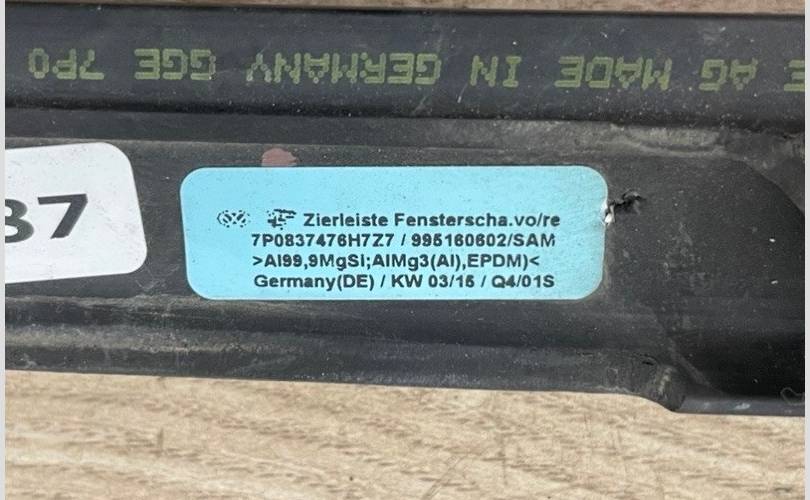 E AG MADE IN GERMANY GGE 7P0
37
Zierleiste Fensterscha.vo/re
7P0837476H7Z7 / 995160602/SAM
>Al99,9MgSi;AlMg3(Al),EPDM)<
Germany(DE) / KW 03/15 / Q4/01S